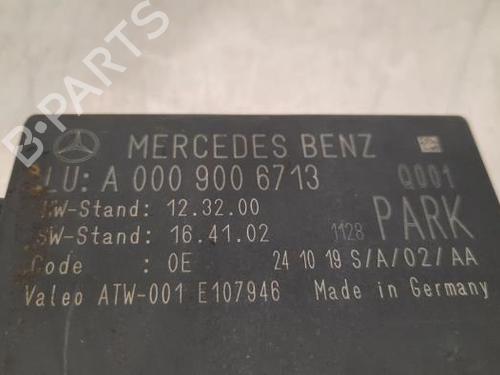 B-PARTS
MERCEDES BENZ
LU: A 000 900 6713 Q001
HW-Stand: 12.32.00 PARK
SW-Stand: 16.41.02 1128
Code : 0E 24 10 19 S/A/02/AA
Valeo ATW-001 E107946 Made in Germany